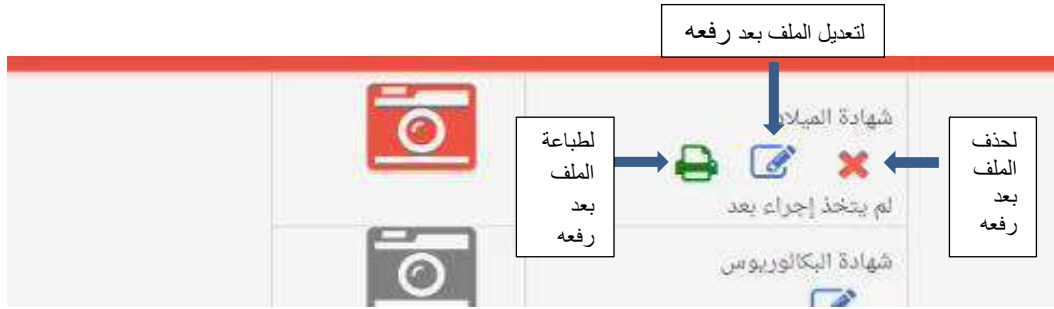 لتعديل الملف بعد رفعه
شهادة الميلاد
لحذف
الملف
بعد
رفعه
لطباعة
الملف
بعد
رفعه
لم يتخذ إجراء بعد
شهادة البكالوريوس